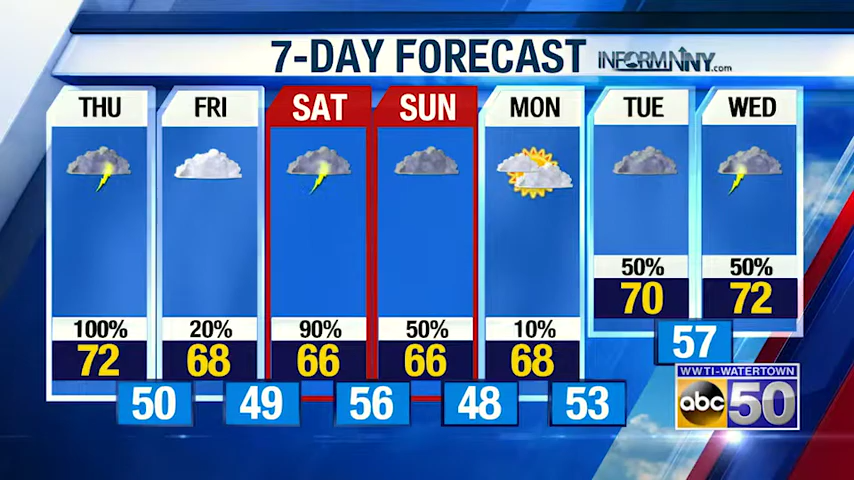 7-DAY FORECAST INFORMNNY.com
THU FRI SAT SUN MON TUE WED
50% 50%
70 72
100% 20% 90% 50% 10%
72 68 66 66 68
57
50 49 56 48 53
WWTI-WATERTOWN
abc 50